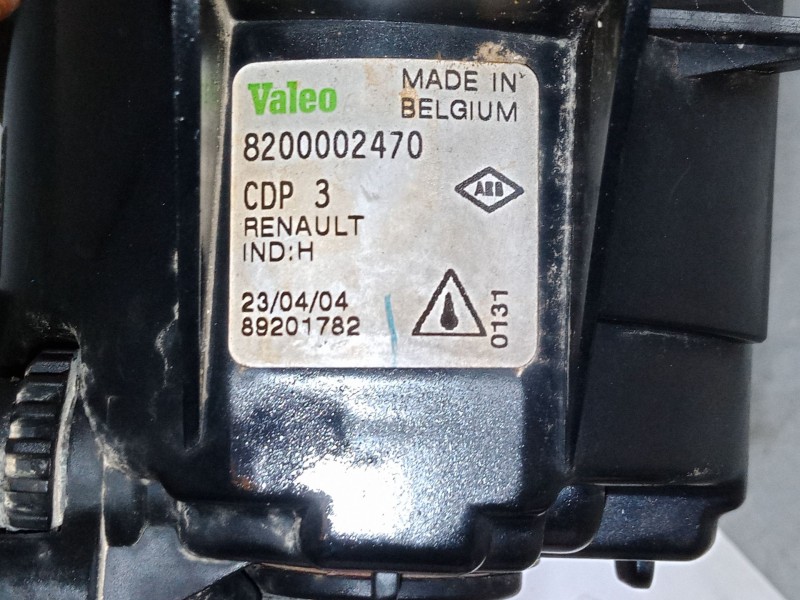 Valeo
MADE IN
BELGIUM
8200002470
CDP 3
RENAULT
IND:H
23/04/04
89201782
0131